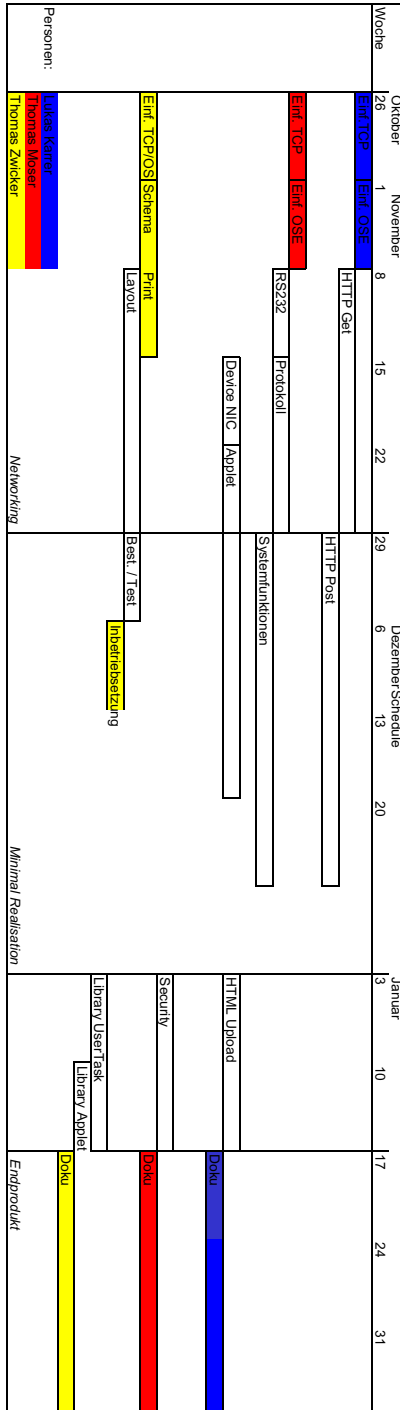 Oktober November DezemberSchedule Januar
Woche 26 1 8 15 22 29 6 13 20 3 10 17 24 31
Einf.TCP Einf. OSE
HTTP Get
HTTP Post
Einf. TCP Einf. OSE
RS232 Protokoll
Systemfunktionen
Device NIC Applet HTML Upload
Doku
Security
Einf. TCP/OS Schema Print Doku
Layout Best. / Test
Inbetriebsetzung
Library UserTask
Library Applet
Doku
Personen: Lukas Karrer
Thomas Moser
Thomas Zwicker
Networking Minimal Realisation Endprodukt